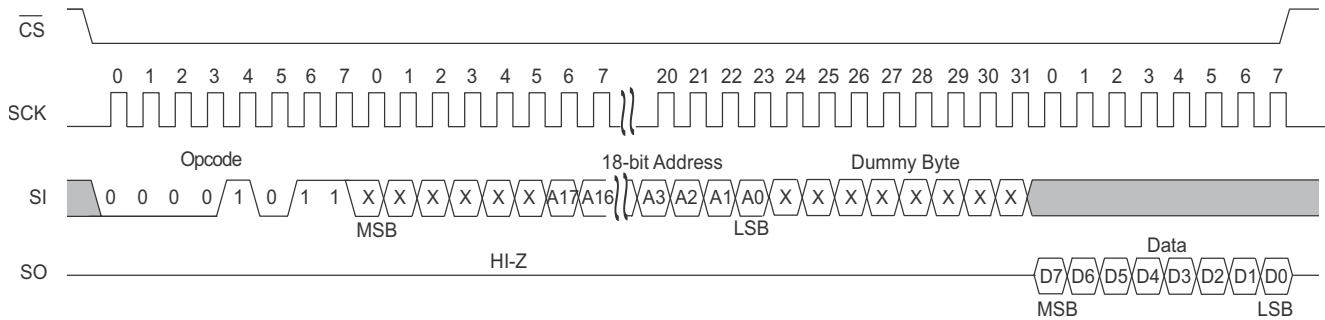 CS
0 1 2 3 4 5 6 7 0 1 2 3 4 5 6 7 20 21 22 23 24 25 26 27 28 29 30 31 0 1 2 3 4 5 6 7
SCK
Opcode 18-bit Address Dummy Byte
SI 0 0 0 0 1 0 1 1 X X X X X X A17 A16 A3 A2 A1 A0 X X X X X X X X
MSB LSB
HI-Z Data
SO D7 D6 D5 D4 D3 D2 D1 D0
MSB LSB